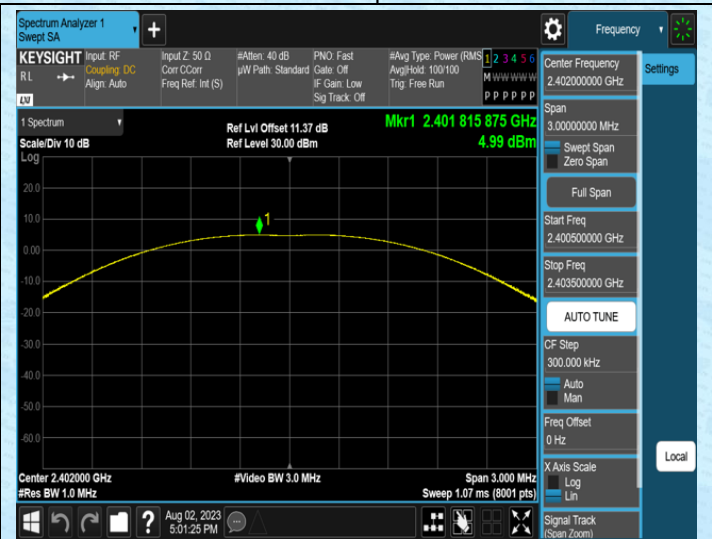 Spectrum Analyzer 1
Swept SA
+
Frequency
KEYSIGHT
RL
LXI
Input: RF
Coupling: DC
Align: Auto
Input Z: 50 Ω
Corr CCorr
Freq Ref: Int (S)
#Atten: 40 dB
µW Path: Standard
PNO: Fast
Gate: Off
IF Gain: Low
Sig Track: Off
#Avg Type: Power (RMS
Avg|Hold: 100/100
Trig: Free Run
1 2 3 4 5 6
M W W W W W
P P P P P P
1 Spectrum
Scale/Div 10 dB
Log
Ref Lvl Offset 11.37 dB
Ref Level 30.00 dBm
Mkr1 2.401 815 875 GHz
4.99 dBm
1
20.0
10.0
0.00
-10.0
-20.0
-30.0
-40.0
-50.0
-60.0
Center 2.402000 GHz
#Res BW 1.0 MHz
#Video BW 3.0 MHz
Span 3.000 MHz
Sweep 1.07 ms (8001 pts)
?
Aug 02, 2023
5:01:25 PM
Center Frequency
2.402000000 GHz
Span
3.00000000 MHz
Swept Span
Zero Span
Full Span
Start Freq
2.400500000 GHz
Stop Freq
2.403500000 GHz
AUTO TUNE
CF Step
300.000 kHz
Auto
Man
Freq Offset
0 Hz
X Axis Scale
Log
Lin
Signal Track
(Span Zoom)
Settings
Local